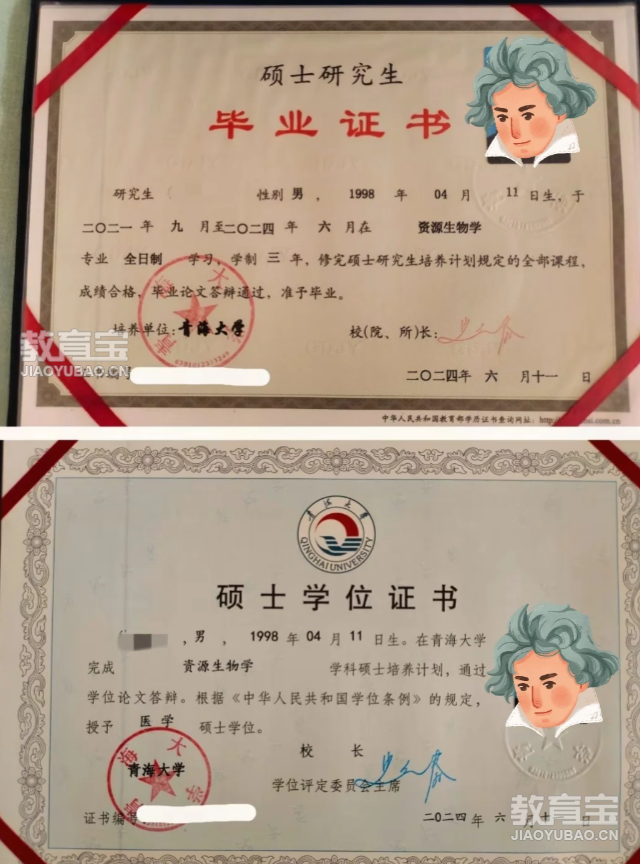 硕士研究生
毕业证书
研究生 性别 男 ，1998 年 04 月 11 日生，于
二〇二一 年 九 月至二〇二四 年 六 月在 资源生物学
专业 全日制 学习，学制 三 年，修完硕士研究生培养计划规定的全部课程，
成绩合格，毕业论文答辩通过，准予毕业。
培养单位：青海大学 校(院、所)长：
二〇二四年 六 月十一 日
中华人民共和国教育部学历证书查询网址：
教育宝
JIAOYUBAO.CN
青海大学
QINGHAI UNIVERSITY
硕士学位证书
，男 ，1998 年 04 月 11 日生。在青海大学
完成 资源生物学 学科硕士培养计划，通过
学位论文答辩。根据《中华人民共和国学位条例》的规定，
授予 医学 硕士学位。
校 长
青海大学
学位评定委员会主席
证书编号
二〇二四年 六 月十 日
教育宝
JIAOYUBAO.CN